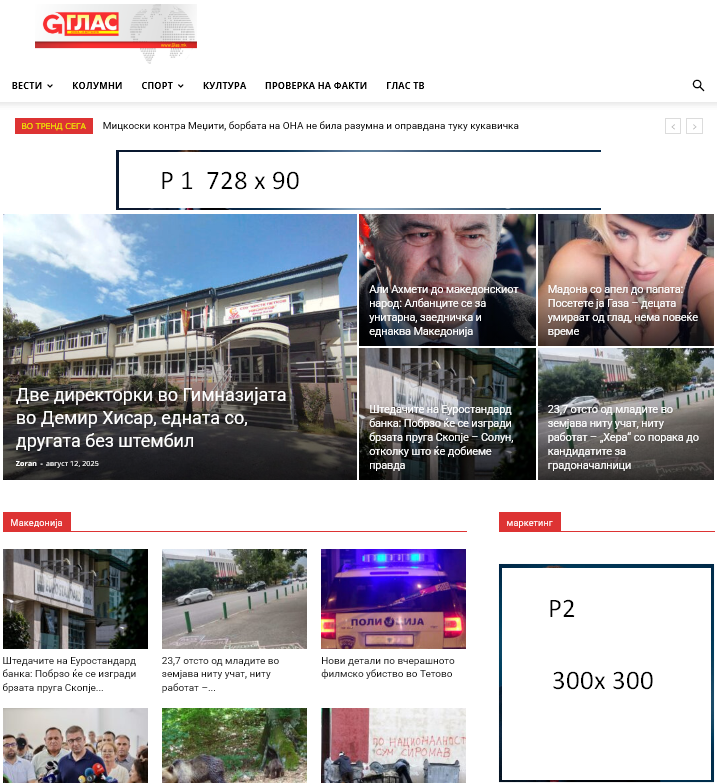 ГЛАС
www.Glas.mk
ВЕСТИ КОЛУМНИ СПОРТ КУЛТУРА ПРОВЕРКА НА ФАКТИ ГЛАС ТВ
ВО ТРЕНД СЕГА Мицкоски контра Меџити, борбата на ОНА не била разумна и оправдана туку кукавичка
P 1 728 x 90
Две директорки во Гимназијата
во Демир Хисар, едната со,
другата без штембил
Zoran - август 12, 2025
Али Ахмети до македонскиот
народ: Албанците се за
унитарна, заедничка и
еднаква Македонија
Мадона со апел до папата:
Посетете ја Газа – децата
умираат од глад, нема повеќе
време
Штедачите на Еуростандард
банка: Побрзо ќе се изгради
брзата пруга Скопје – Солун,
отколку што ќе добиеме
правда
23,7 отсто од младите во
земјава ниту учат, ниту
работат – „Хера“ со порака до
кандидатите за
градоначалници
Македонија
маркетинг
Штедачите на Еуростандард
банка: Побрзо ќе се изгради
брзата пруга Скопје...
23,7 отсто од младите во
земјава ниту учат, ниту
работат –...
ПОЛИЦИЈА
Нови детали по вчерашното
филмско убиство во Тетово
P2
300x 300
ПО НАЦИОНАЛНОСТ
СУМ СИРОМАВ